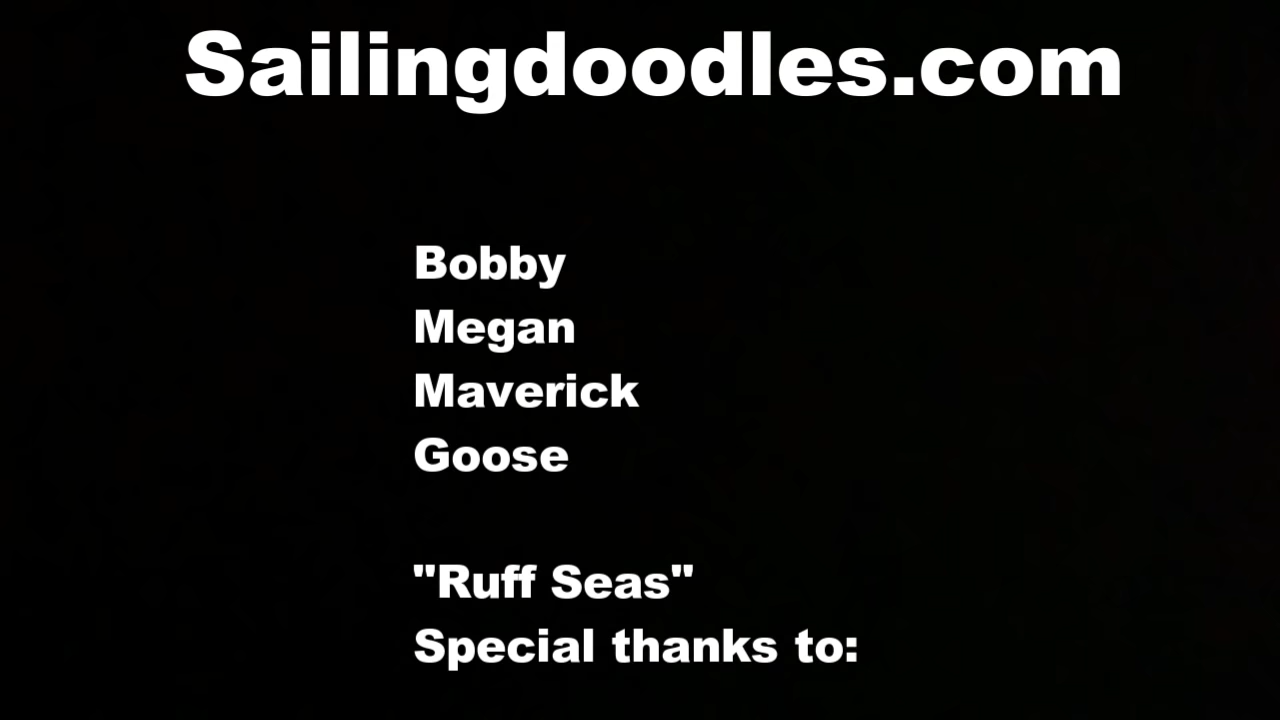 Sailingdoodles.com
Bobby
Megan
Maverick
Goose
"Ruff Seas"
Special thanks to: